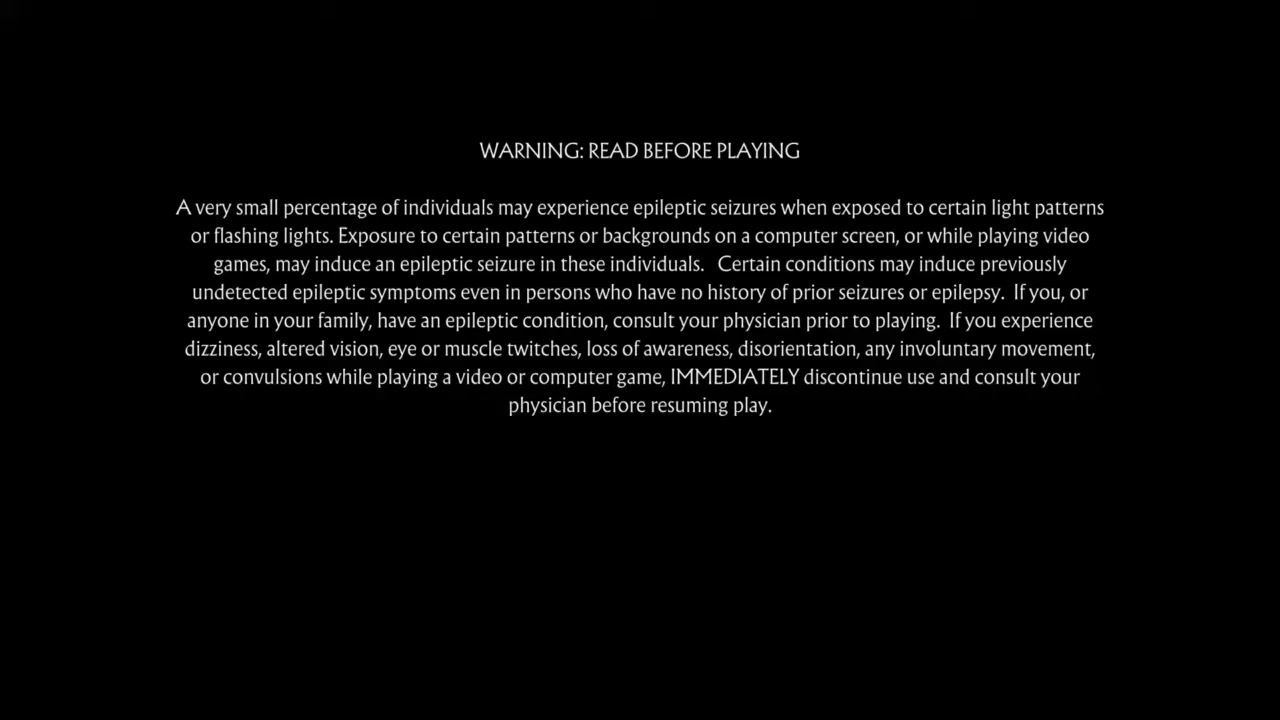 WARNING: READ BEFORE PLAYING
A very small percentage of individuals may experience epileptic seizures when exposed to certain light patterns
or flashing lights. Exposure to certain patterns or backgrounds on a computer screen, or while playing video
games, may induce an epileptic seizure in these individuals.   Certain conditions may induce previously
undetected epileptic symptoms even in persons who have no history of prior seizures or epilepsy.  If you, or
anyone in your family, have an epileptic condition, consult your physician prior to playing.  If you experience
dizziness, altered vision, eye or muscle twitches, loss of awareness, disorientation, any involuntary movement,
or convulsions while playing a video or computer game, IMMEDIATELY discontinue use and consult your
physician before resuming play.